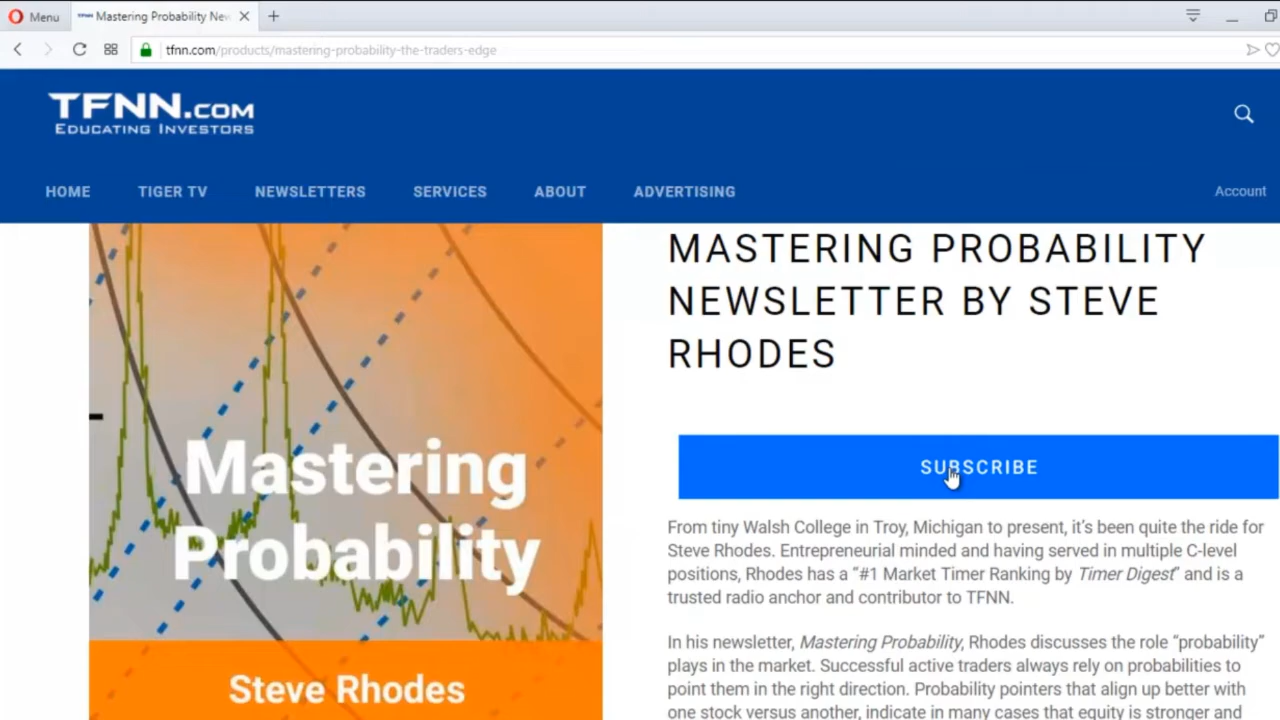 Menu
Mastering Probability New
tfnn.com/products/mastering-probability-the-traders-edge
TFNN.COM
EDUCATING INVESTORS
HOME
TIGER TV
NEWSLETTERS
SERVICES
ABOUT
ADVERTISING
Account
Mastering
Probability
Steve Rhodes
MASTERING PROBABILITY
NEWSLETTER BY STEVE
RHODES
SUBSCRIBE
From tiny Walsh College in Troy, Michigan to present, it’s been quite the ride for
Steve Rhodes. Entrepreneurial minded and having served in multiple C-level
positions, Rhodes has a “#1 Market Timer Ranking by Timer Digest” and is a
trusted radio anchor and contributor to TFNN.
In his newsletter, Mastering Probability, Rhodes discusses the role “probability”
plays in the market. Successful active traders always rely on probabilities to
point them in the right direction. Probability pointers that align up better with
one stock versus another, indicate in many cases that equity is stronger and